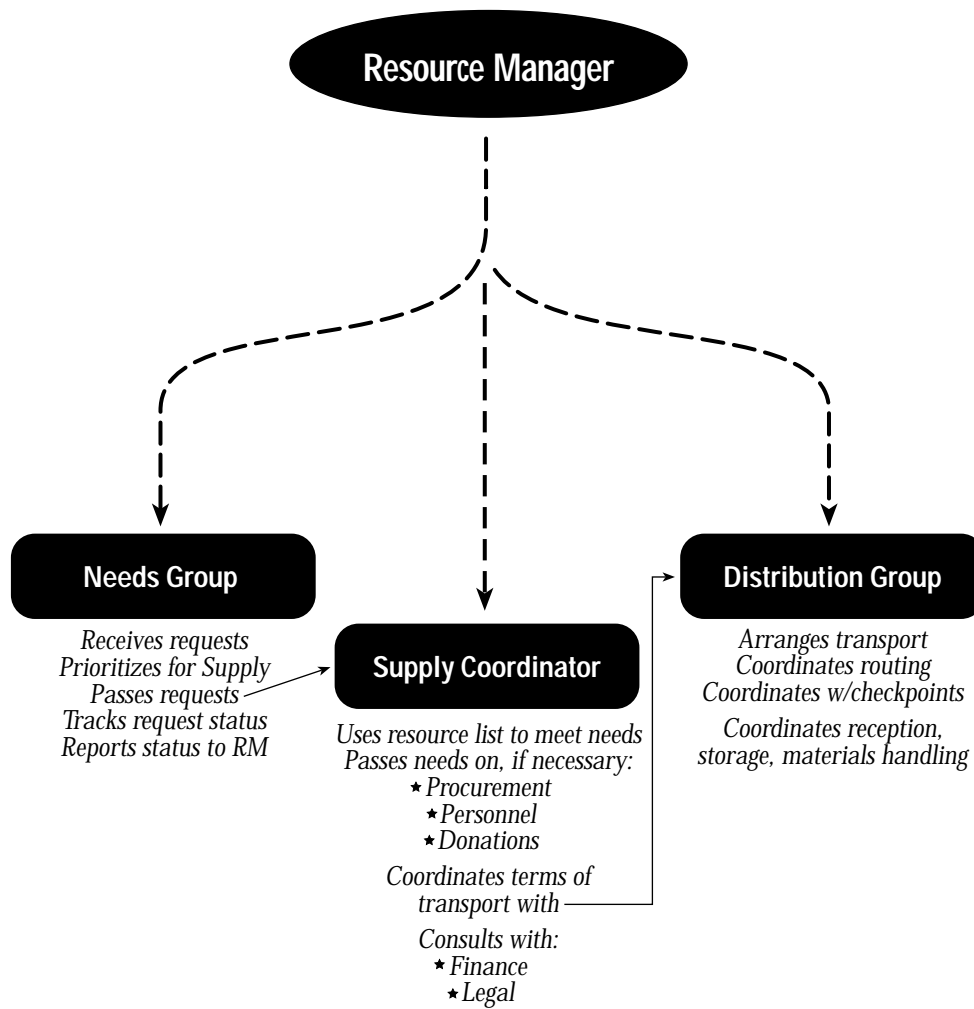 Resource Manager
Needs Group
Receives requests
Prioritizes for Supply
Passes requests
Tracks request status
Reports status to RM
Supply Coordinator
Uses resource list to meet needs
Passes needs on, if necessary:
★ Procurement
★ Personnel
★ Donations
Coordinates terms of
transport with
Consults with:
★ Finance
★ Legal
Distribution Group
Arranges transport
Coordinates routing
Coordinates w/checkpoints
Coordinates reception,
storage, materials handling